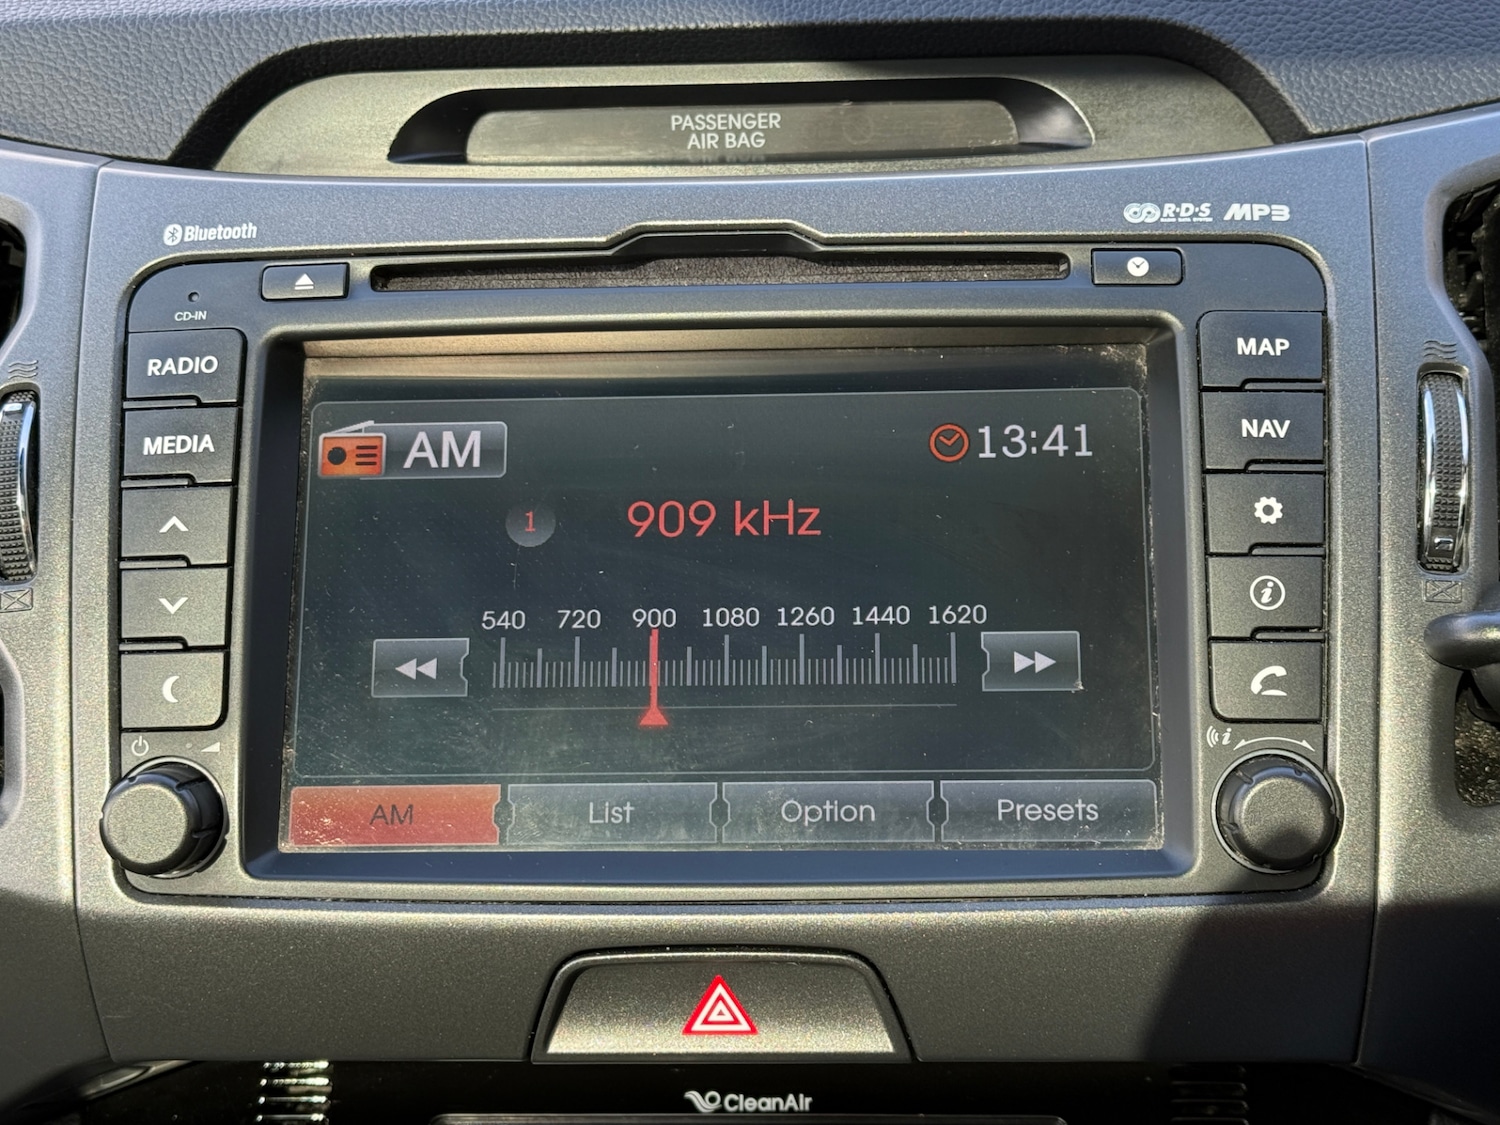 PASSENGER
AIR BAG
Bluetooth
R·D·S MP3
CD-IN
RADIO
MEDIA
MAP
NAV
AM
13:41
1
909 kHz
540 720 900 1080 1260 1440 1620
AM List Option Presets
CleanAir